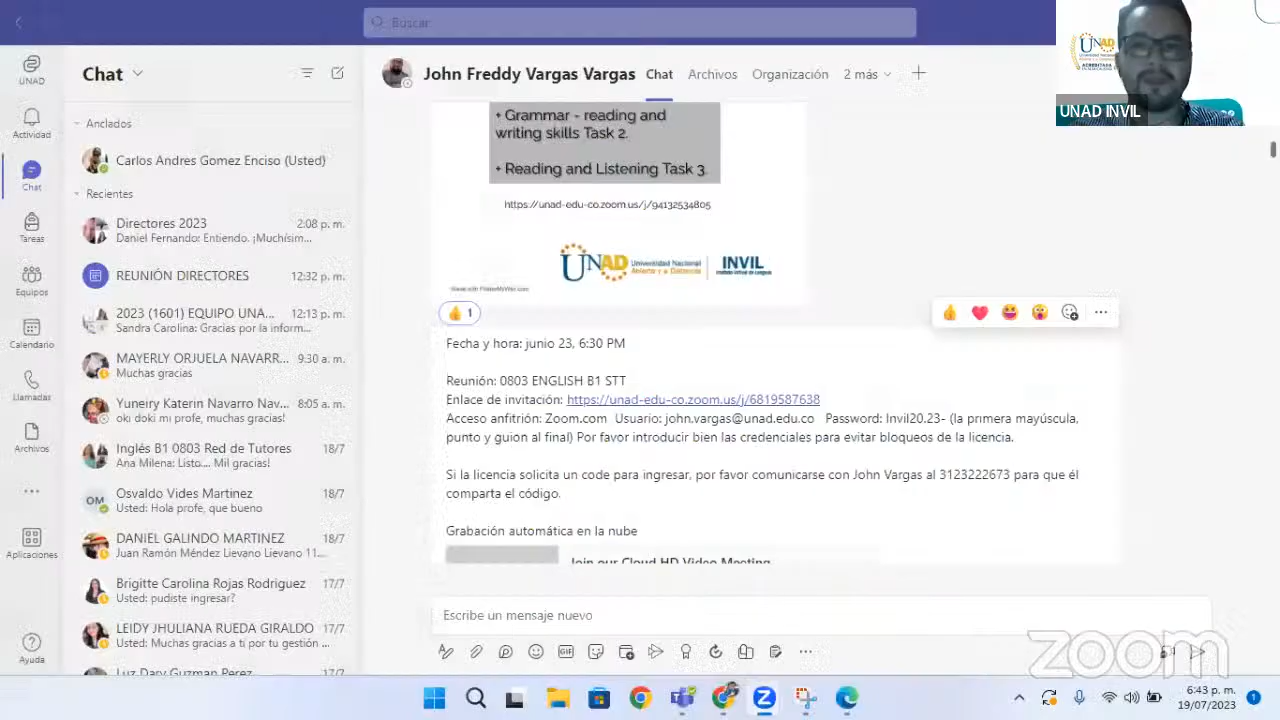 Buscar
UNAD
Actividad
Chat
Tareas
Equipos
Calendario
Llamadas
Archivos
Aplicaciones
Ayuda
Chat
Anclados
Carlos Andres Gomez Enciso (Usted)
Recientes
Directores 2023 2:08 p. m.
Daniel Fernando: Entiendo. ¡Muchísim...
REUNIÓN DIRECTORES 12:32 p. m.
2023 (1601) EQUIPO UNA... 12:13 p. m.
Sandra Carolina: Gracias por la inform...
MAYERLY ORJUELA NAVARR... 9:30 a. m.
Muchas gracias
Yuneiry Katerin Navarro Nav... 8:05 a. m.
oki doki mi profe, muchas gracias!
Inglés B1 0803 Red de Tutores 18/7
Ana Milena: Listo.... Mil gracias!
OM
Osvaldo Vides Martinez 18/7
Usted: Hola profe, que bueno
DANIEL GALINDO MARTINEZ 18/7
Juan Ramón Méndez Lievano Lievano 11...
Brigitte Carolina Rojas Rodriguez 17/7
Usted: pudiste ingresar?
LEIDY JHULIANA RUEDA GIRALDO 17/7
Usted: Muchas gracias a ti por tu gestión ...
Luz Dary Guzman Perez 17/7
John Freddy Vargas Vargas Chat Archivos Organización 2 más
+ Grammar - reading and
writing skills Task 2.
+ Reading and Listening Task 3.
https://unad-edu-co.zoom.us/j/94132534805
UNAD Universidad Nacional
Abierta y a Distancia
INVIL
Instituto Virtual de Lenguas
1
Fecha y hora: junio 23, 6:30 PM
Reunión: 0803 ENGLISH B1 STT
Enlace de invitación: https://unad-edu-co.zoom.us/j/6819587638
Acceso anfitrión: Zoom.com Usuario: john.vargas@unad.edu.co Password: Invil20.23- (la primera mayúscula,
punto y guion al final) Por favor introducir bien las credenciales para evitar bloqueos de la licencia.
Si la licencia solicita un code para ingresar, por favor comunicarse con John Vargas al 3123222673 para que él
comparta el código.
Grabación automática en la nube
Join our Cloud HD Video Meeting
Escribe un mensaje nuevo
GIF
UNAD
UNAD INVIL
zoom
6:43 p. m.
19/07/2023
1